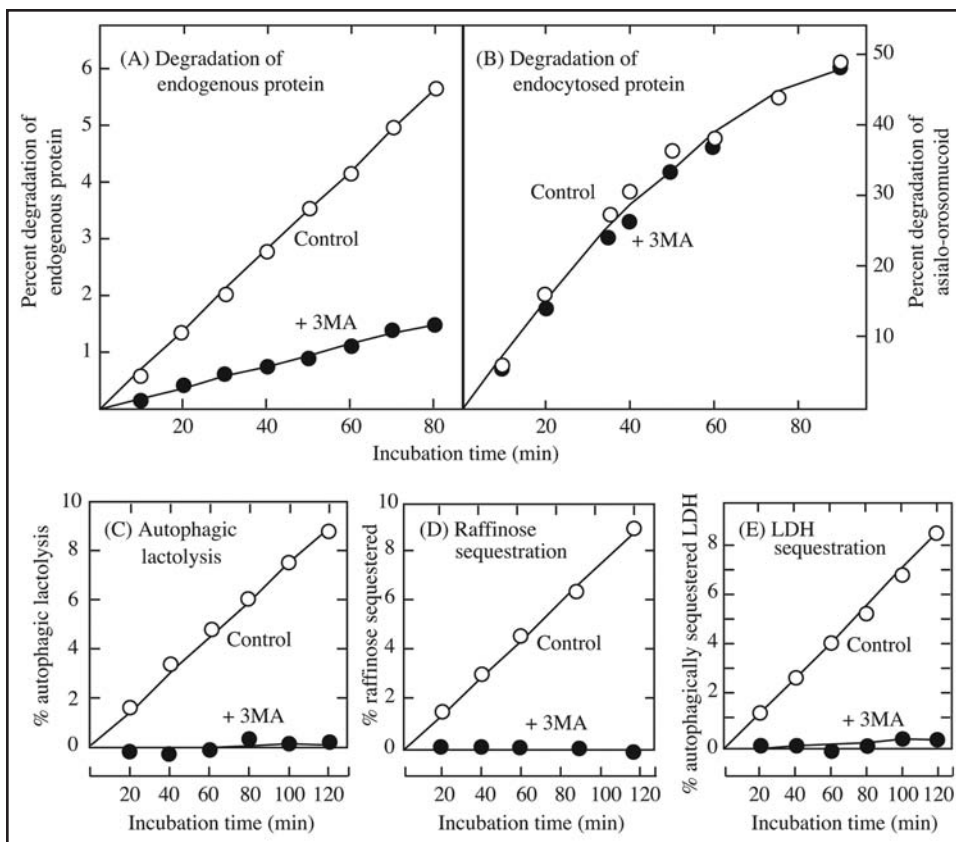 (A) Degradation of
endogenous protein
Percent degradation of
endogenous protein
6
5
4
3
2
1
Control
+ 3MA
20
40
60
80
(B) Degradation of
endocytosed protein
Control
+ 3MA
50
40
30
20
10
Percent degradation of
asialo-orosomucoid
20
40
60
80
Incubation time (min)
(C) Autophagic
lactolysis
% autophagic lactolysis
10
8
6
4
2
0
Control
+ 3MA
20 40 60 80 100 120
Incubation time (min)
(D) Raffinose
sequestration
% raffinose sequestered
10
8
6
4
2
0
Control
+ 3MA
20 40 60 80 100 120
Incubation time (min)
(E) LDH
sequestration
% autophagically sequestered LDH
8
6
4
2
0
Control
+ 3MA
20 40 60 80 100 120
Incubation time (min)